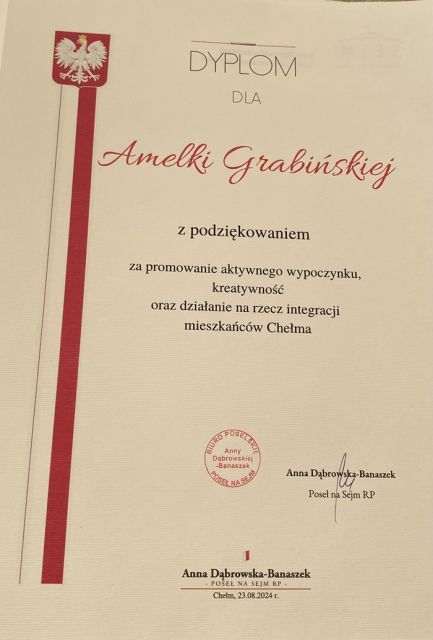 DYPLOM
DLA
Amelki Grabińskiej
z podziękowaniem
za promowanie aktywnego wypoczynku,
kreatywność
oraz działanie na rzecz integracji
mieszkańców Chełma
BIURO POSELSKIE
Anny
Dąbrowskiej
-Banaszek
POSEŁ NA SEJM
Anna Dąbrowska-Banaszek
Poseł na Sejm RP
Anna Dąbrowska-Banaszek
- POSEŁ NA SEJM RP -
Chełm, 23.08.2024 r.